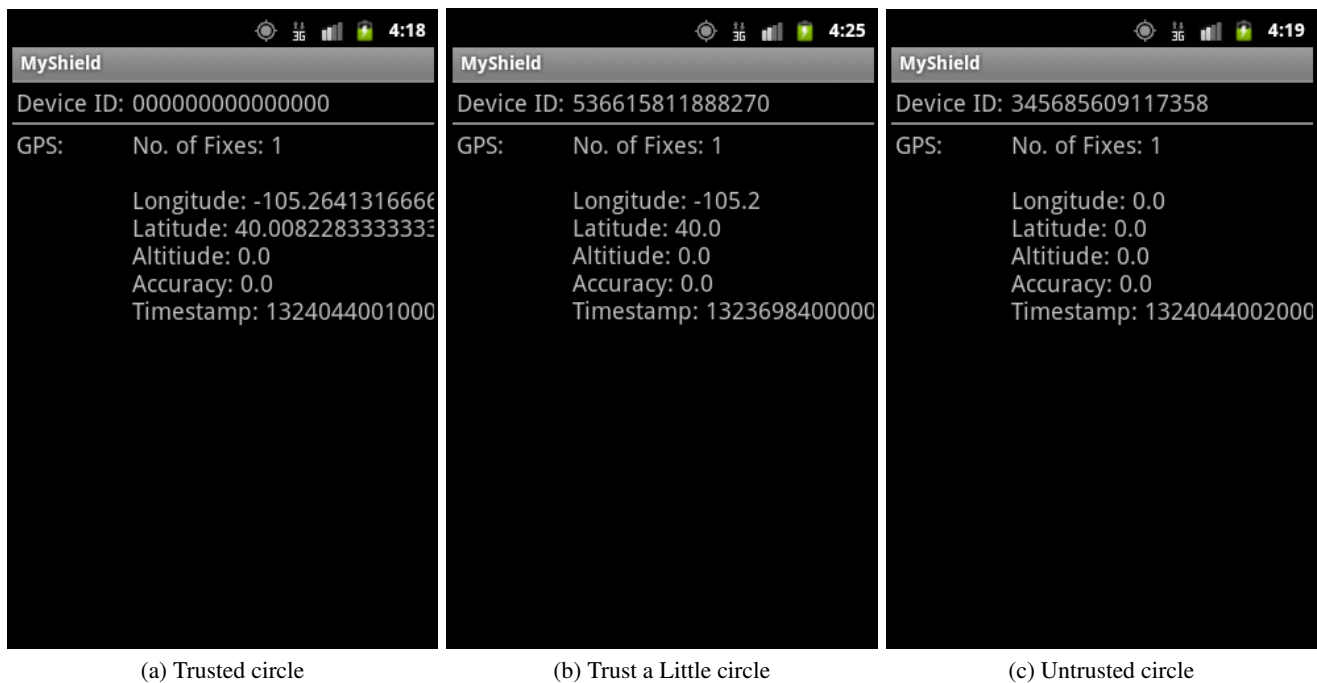 4:18
MyShield
Device ID: 000000000000000
GPS: No. of Fixes: 1
Longitude: -105.2641316666
Latitude: 40.0082283333333
Altitiude: 0.0
Accuracy: 0.0
Timestamp: 1324044001000
(a) Trusted circle
3G 4:25
MyShield
Device ID: 536615811888270
GPS: No. of Fixes: 1
Longitude: -105.2
Latitude: 40.0
Altitiude: 0.0
Accuracy: 0.0
Timestamp: 1323698400000
(b) Trust a Little circle
3G 4:19
MyShield
Device ID: 345685609117358
GPS: No. of Fixes: 1
Longitude: 0.0
Latitude: 0.0
Altitiude: 0.0
Accuracy: 0.0
Timestamp: 1324044002000
(c) Untrusted circle